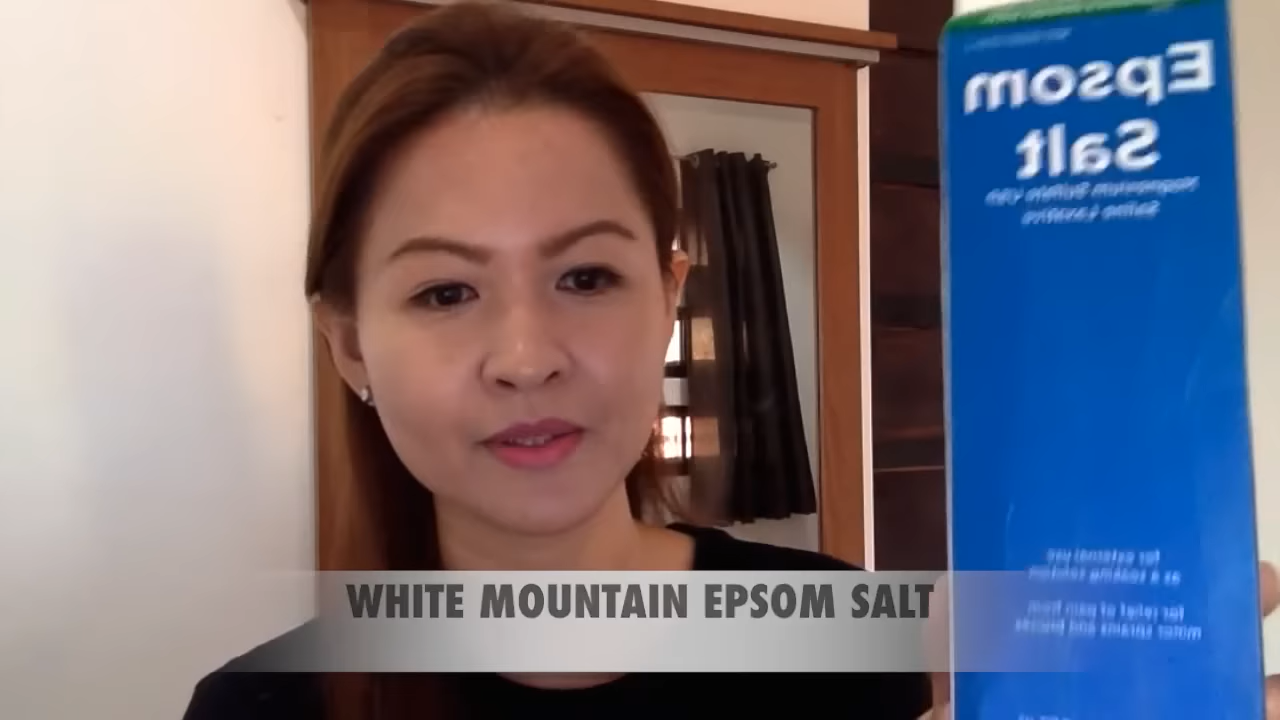 Epsom
Salt
Magnesium Sulfate USP
Saline Laxative
for external use
as a soaking solution
for relief of pain from
minor sprains and bruises
WHITE MOUNTAIN EPSOM SALT